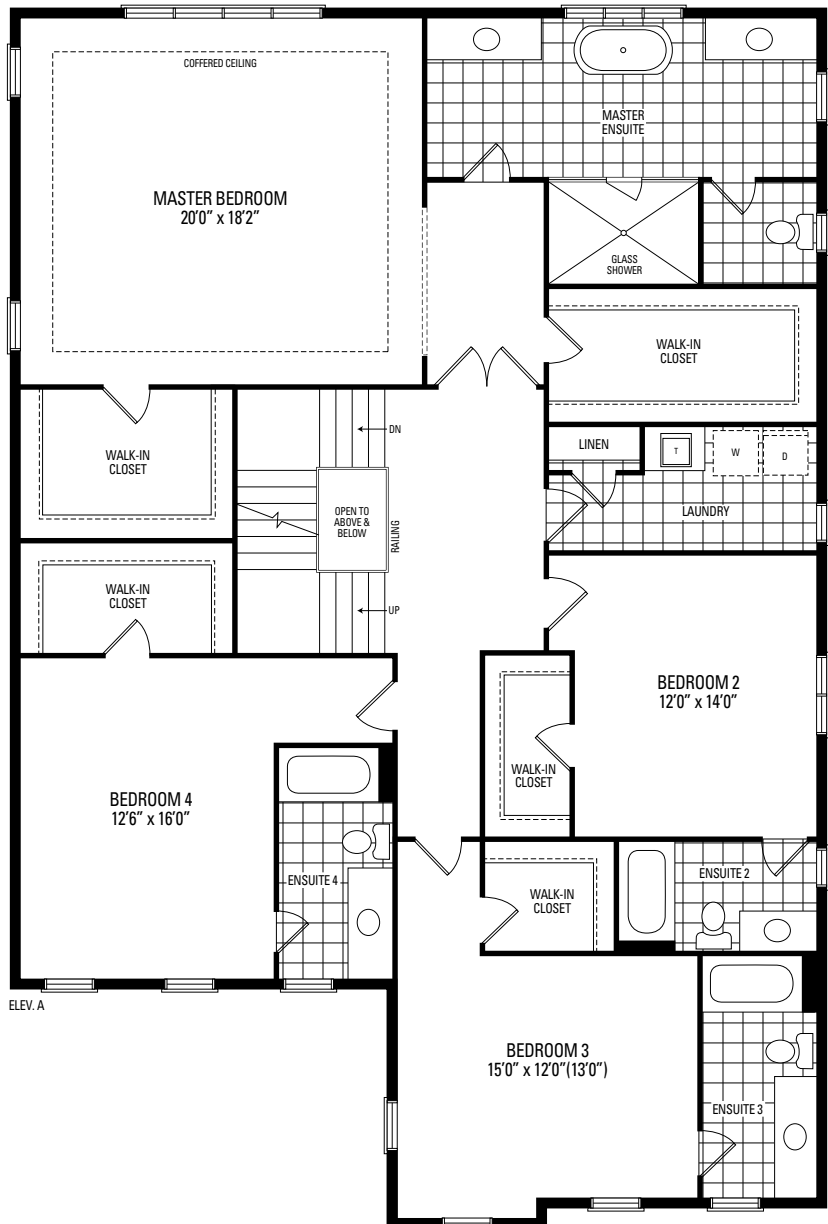 COFFERED CEILING
MASTER BEDROOM
20'0” x 18'2”
MASTER
ENSUITE
GLASS
SHOWER
WALK-IN
CLOSET
WALK-IN
CLOSET
DN
OPEN TO
ABOVE &
BELOW
RAILING
UP
LINEN
T
W
D
LAUNDRY
WALK-IN
CLOSET
BEDROOM 2
12'0” x 14'0”
WALK-IN
CLOSET
BEDROOM 4
12'6” x 16'0”
ENSUITE 4
WALK-IN
CLOSET
ENSUITE 2
ELEV. A
BEDROOM 3
15'0” x 12'0”(13'0”)
ENSUITE 3